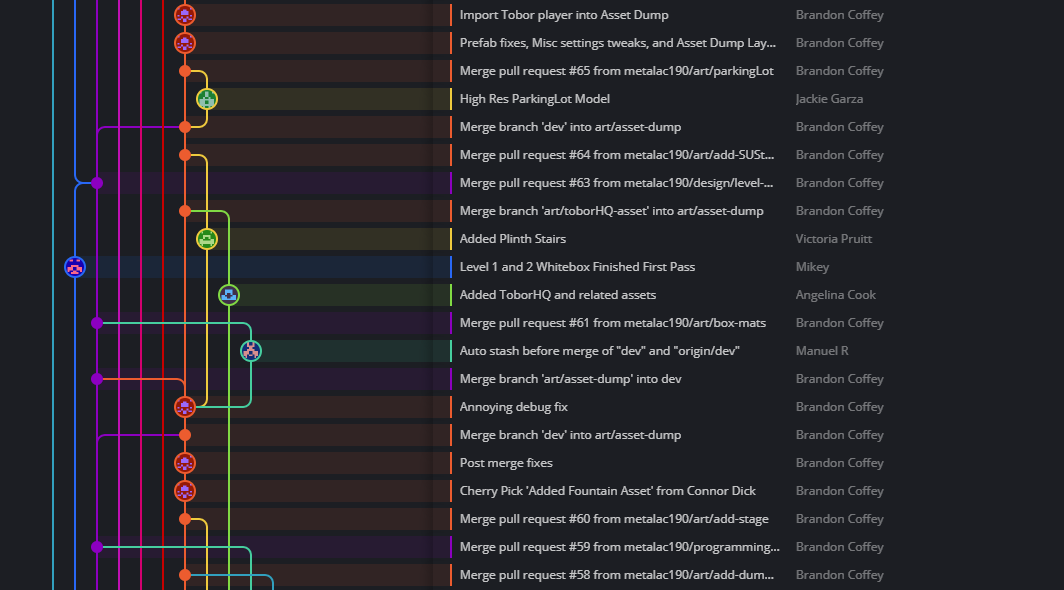 Import Tobor player into Asset Dump Brandon Coffey
Prefab fixes, Misc settings tweaks, and Asset Dump Lay... Brandon Coffey
Merge pull request #65 from metalac190/art/parkingLot Brandon Coffey
High Res ParkingLot Model Jackie Garza
Merge branch 'dev' into art/asset-dump Brandon Coffey
Merge pull request #64 from metalac190/art/add-SUSt... Brandon Coffey
Merge pull request #63 from metalac190/design/level-... Brandon Coffey
Merge branch 'art/toborHQ-asset' into art/asset-dump Brandon Coffey
Added Plinth Stairs Victoria Pruitt
Level 1 and 2 Whitebox Finished First Pass Mikey
Added ToborHQ and related assets Angelina Cook
Merge pull request #61 from metalac190/art/box-mats Brandon Coffey
Auto stash before merge of "dev" and "origin/dev" Manuel R
Merge branch 'art/asset-dump' into dev Brandon Coffey
Annoying debug fix Brandon Coffey
Merge branch 'dev' into art/asset-dump Brandon Coffey
Post merge fixes Brandon Coffey
Cherry Pick 'Added Fountain Asset' from Connor Dick Brandon Coffey
Merge pull request #60 from metalac190/art/add-stage Brandon Coffey
Merge pull request #59 from metalac190/programming... Brandon Coffey
Merge pull request #58 from metalac190/art/add-dum... Brandon Coffey